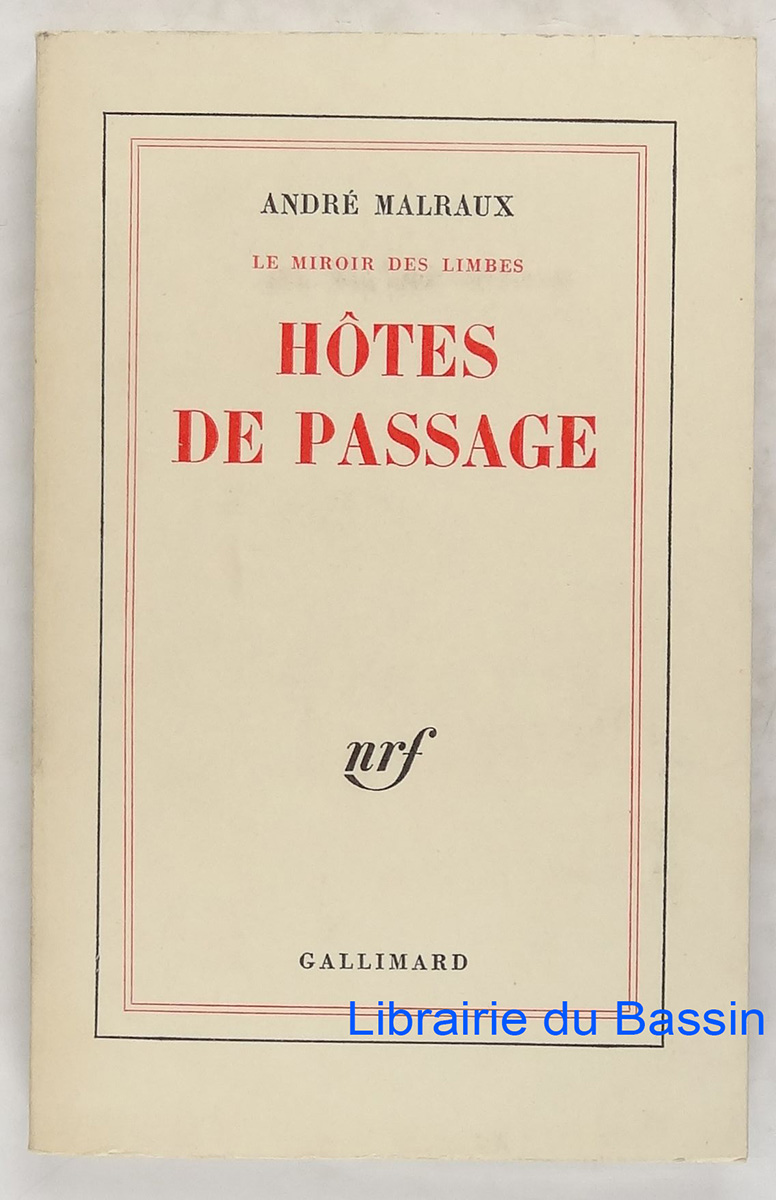 ANDRÉ MALRAUX
LE MIROIR DES LIMBES
HÔTES
DE PASSAGE
nrf
GALLIMARD
Librairie du Bassin